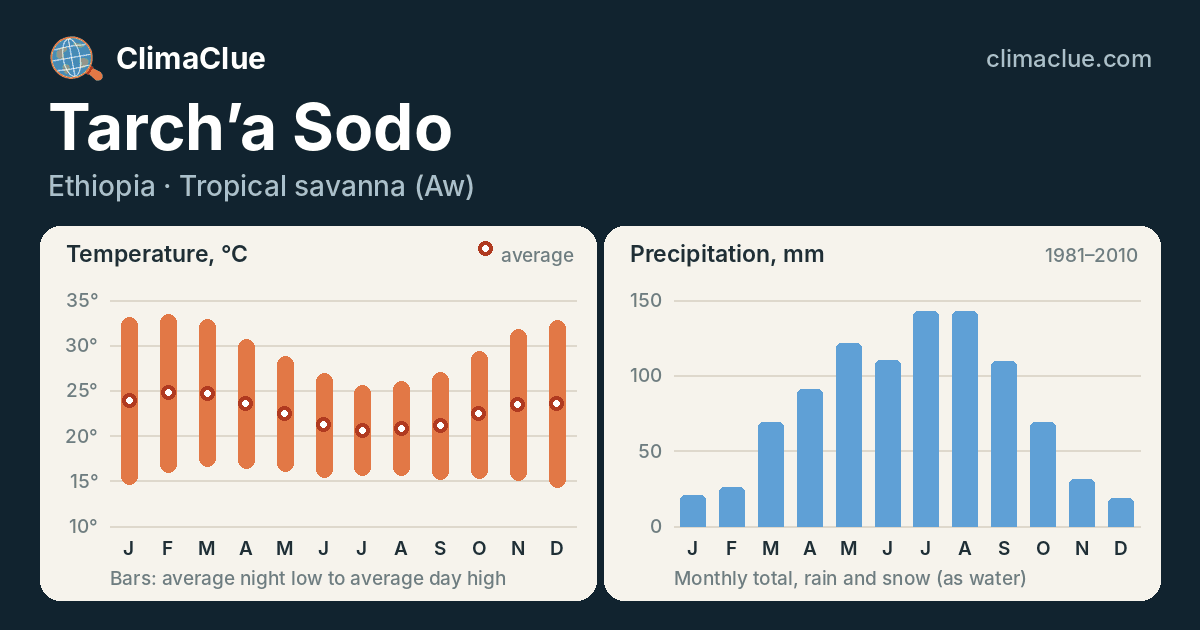 ClimaClue
climaclue.com
Tarch’a Sodo
Ethiopia · Tropical savanna (Aw)
Temperature, °C
average
35°
30°
25°
20°
15°
10°
J F M A M J J A S O N D
Bars: average night low to average day high
Precipitation, mm
1981–2010
150
100
50
0
J F M A M J J A S O N D
Monthly total, rain and snow (as water)